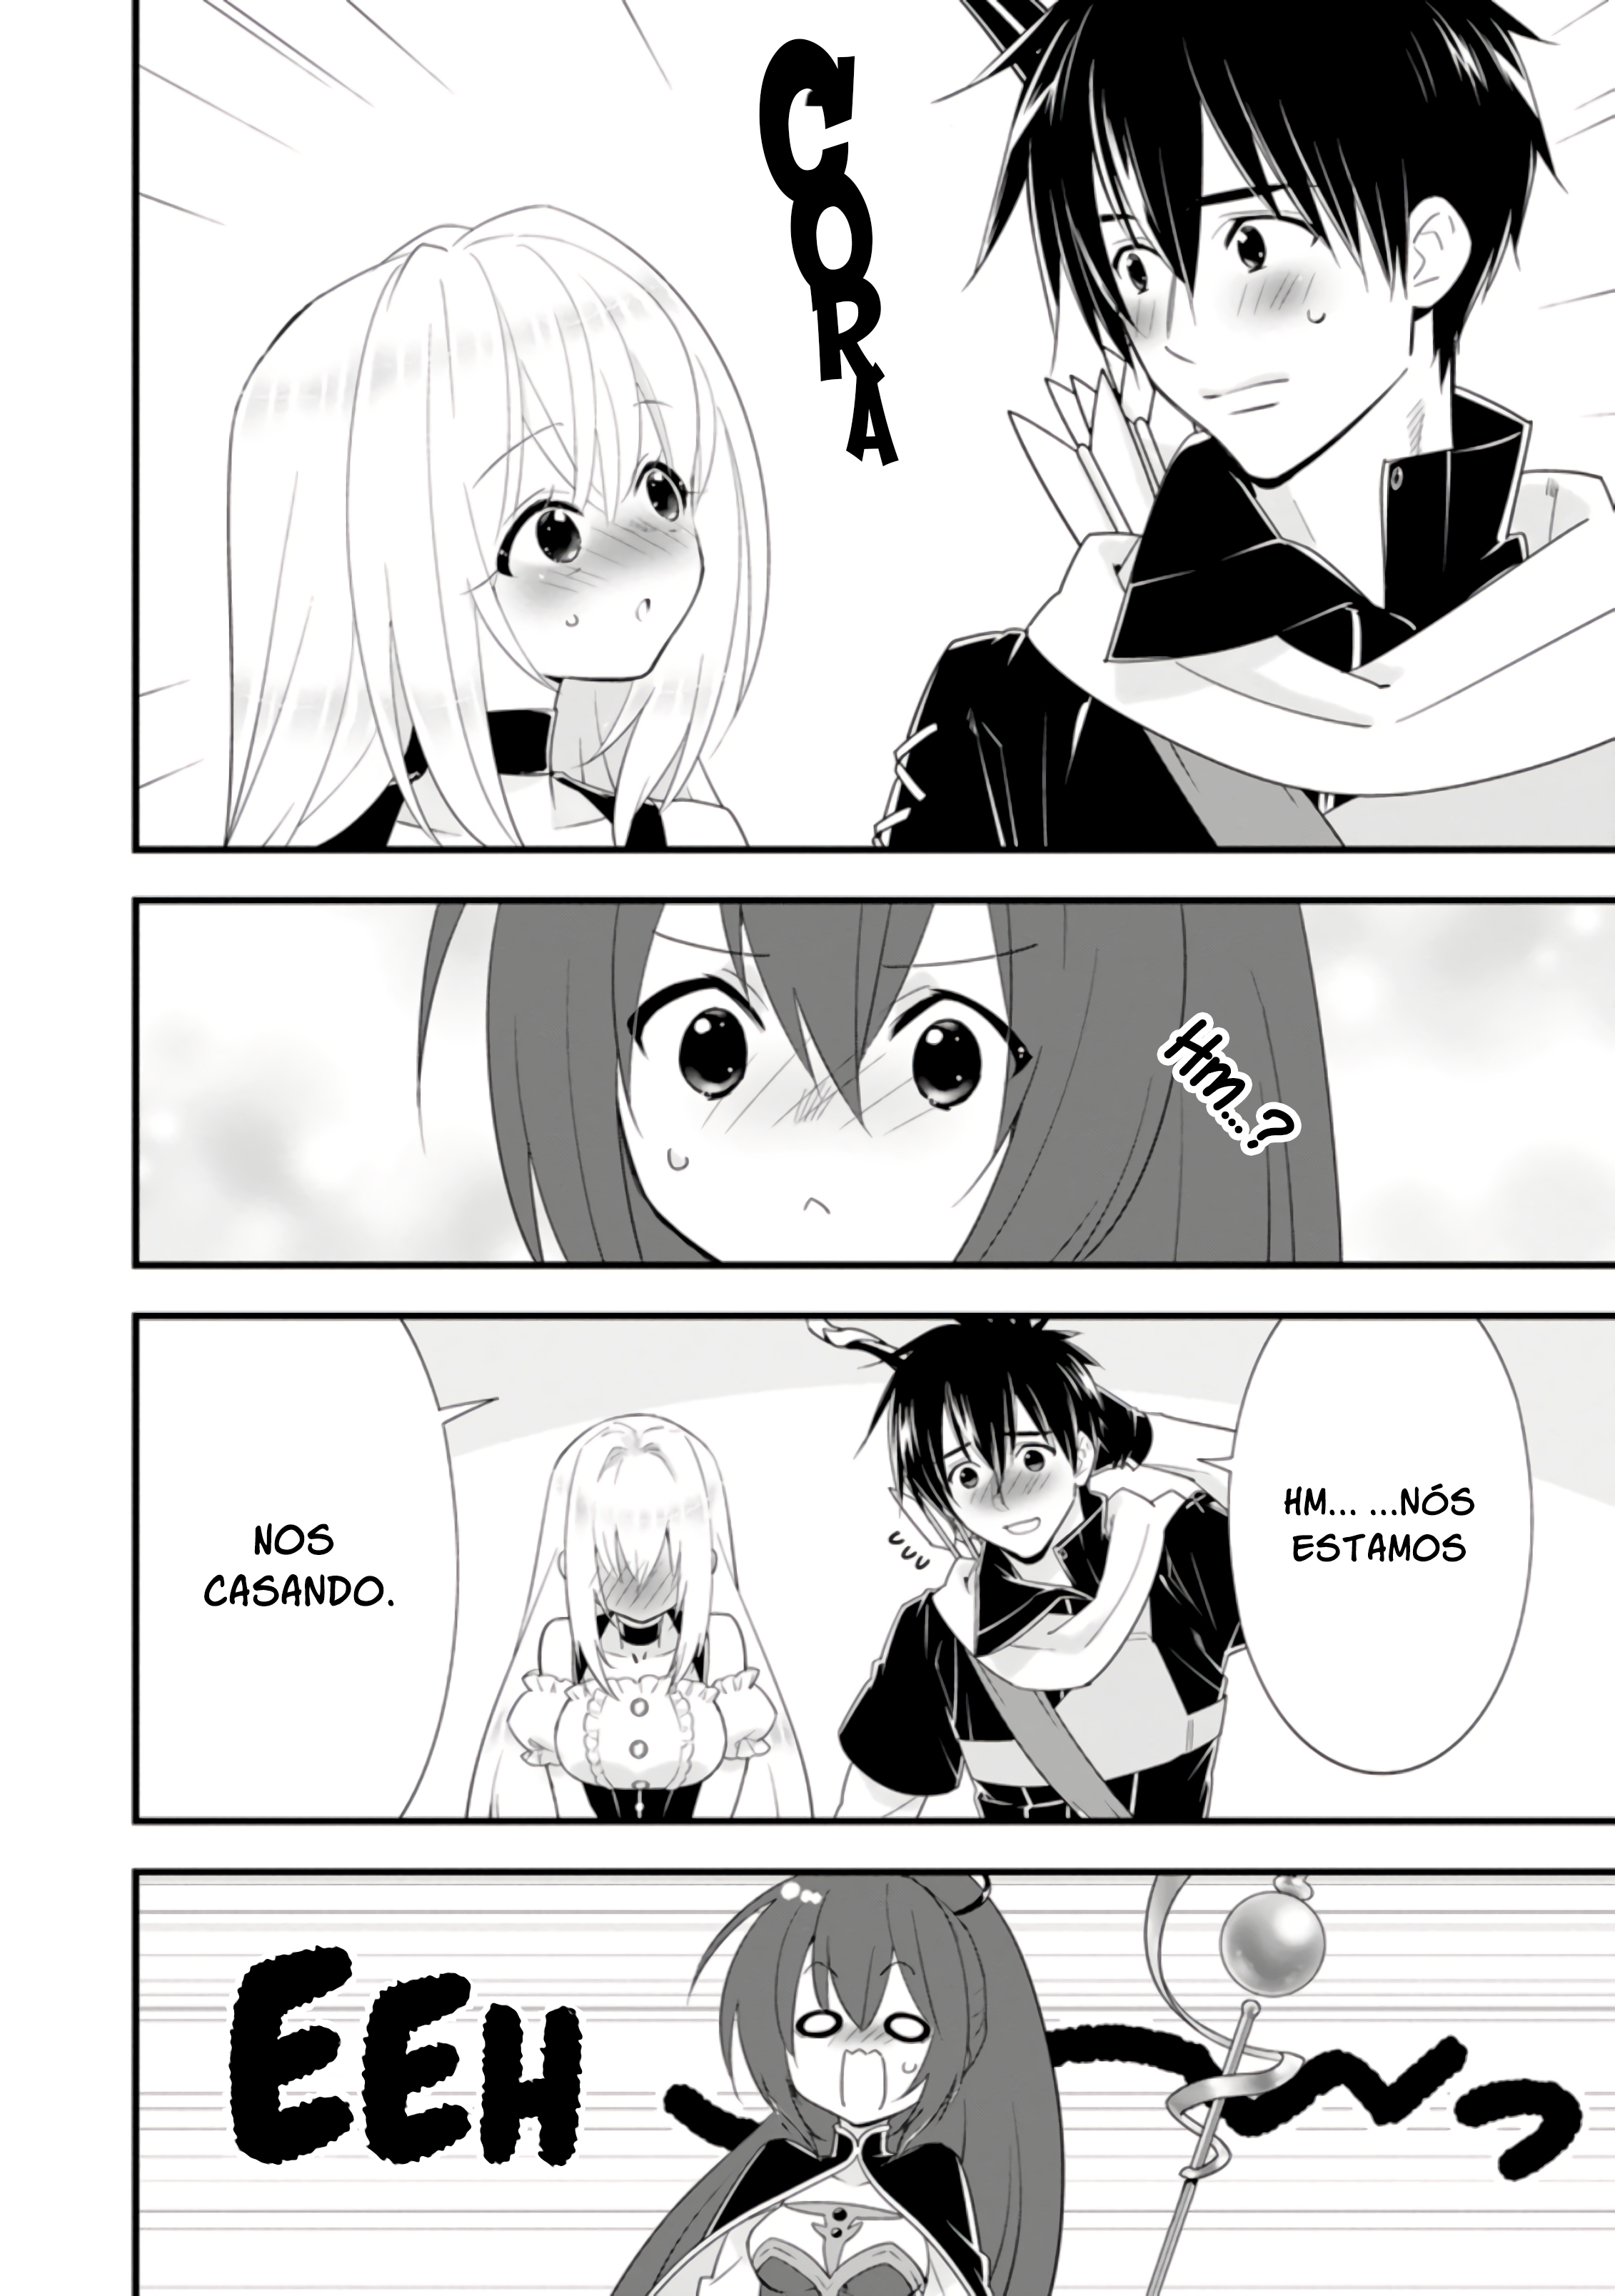 CORA
HM...?
HM... ...NÓS
ESTAMOS
NOS
CASANDO.
EEH